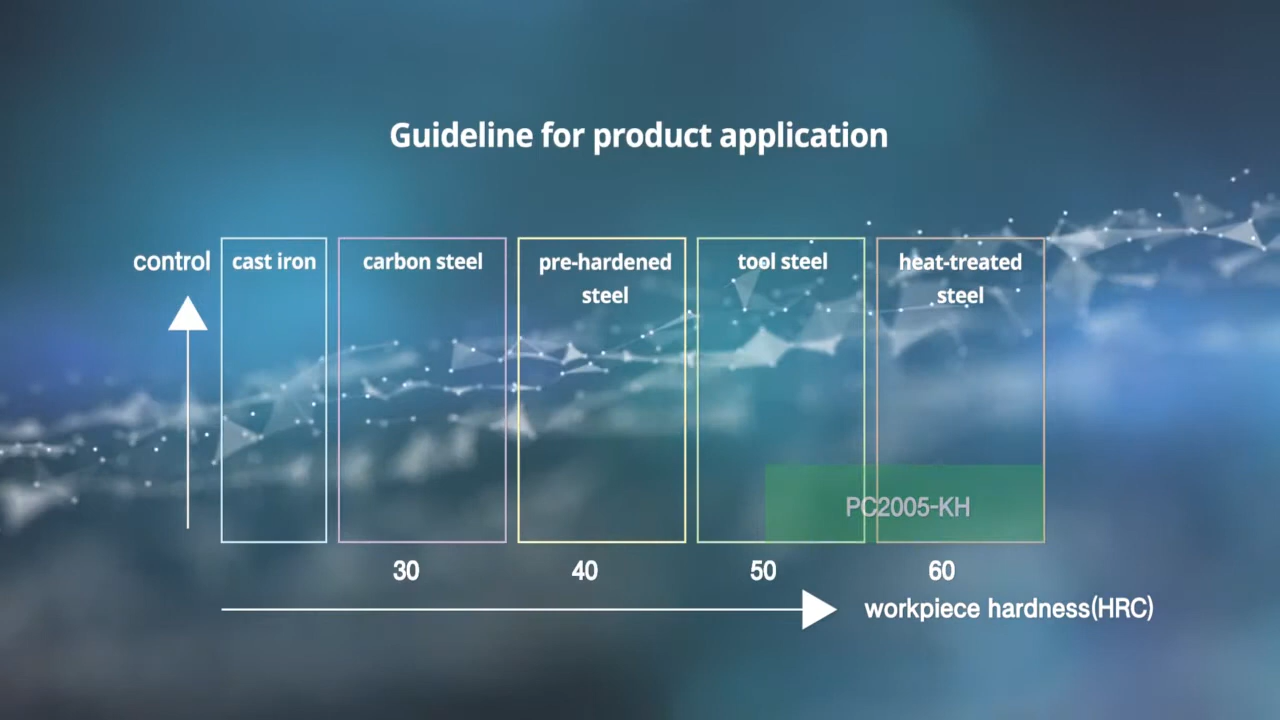 Guideline for product application
control
cast iron
carbon steel
pre-hardened
steel
tool steel
heat-treated
steel
PC2005-KH
30
40
50
60
workpiece hardness(HRC)